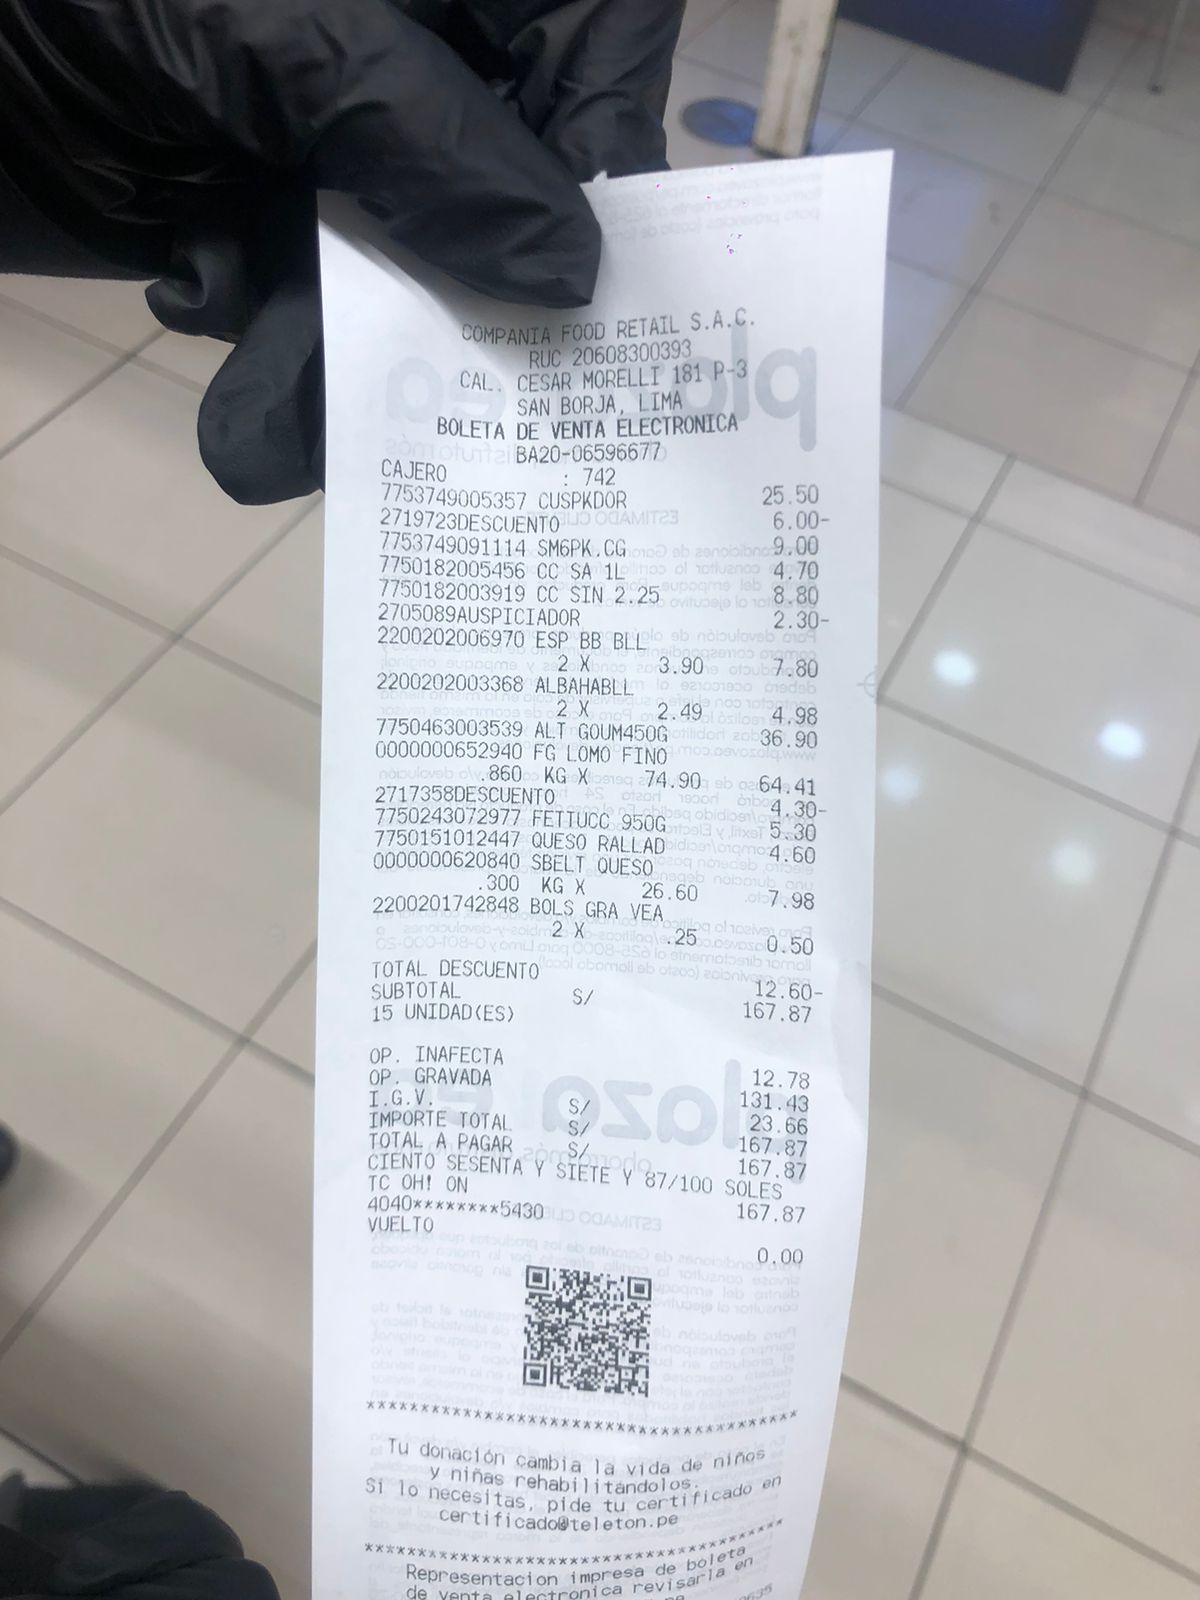 COMPANIA FOOD RETAIL S.A.C.
RUC 20608300393
CAL. CESAR MORELLI 181 P-3
SAN BORJA, LIMA
BOLETA DE VENTA ELECTRONICA
BA20-06596677
CAJERO : 742
7753749005357 CUSPKDOR 25.50
2719723DESCUENTO 6.00-
7753749091114 SM6PK.CG 9.00
7750182005456 CC SA 1L 4.70
7750182003919 CC SIN 2.25 8.80
2705089AUSPICIADOR 2.30-
2200202006970 ESP BB BLL
2 X 3.90 7.80
2200202003368 ALBAHABLL
2 X 2.49 4.98
7750463003539 ALT GOUM450G 36.90
0000000652940 FG LOMO FINO
.860 KG X 74.90 64.41
2717358DESCUENTO 4.30-
7750243072977 FETTUCC 950G 5.30
7750151012447 QUESO RALLAD 4.60
0000000620840 SBELT QUESO
.300 KG X 26.60 7.98
2200201742848 BOLS GRA VEA
2 X .25 0.50
TOTAL DESCUENTO 12.60-
SUBTOTAL S/ 167.87
15 UNIDAD(ES)
OP. INAFECTA 12.78
OP. GRAVADA 131.43
I.G.V. S/ 23.66
IMPORTE TOTAL S/ 167.87
TOTAL A PAGAR S/ 167.87
CIENTO SESENTA Y SIETE Y 87/100 SOLES
TC OH! ON 167.87
4040********5430
VUELTO 0.00
****************************************
Tu donación cambia la vida de niños
y niñas rehabilitándolos.
Si lo necesitas, pide tu certificado en
certificado@teleton.pe
****************************************
Representacion impresa de boleta
de venta electronica revisarla en